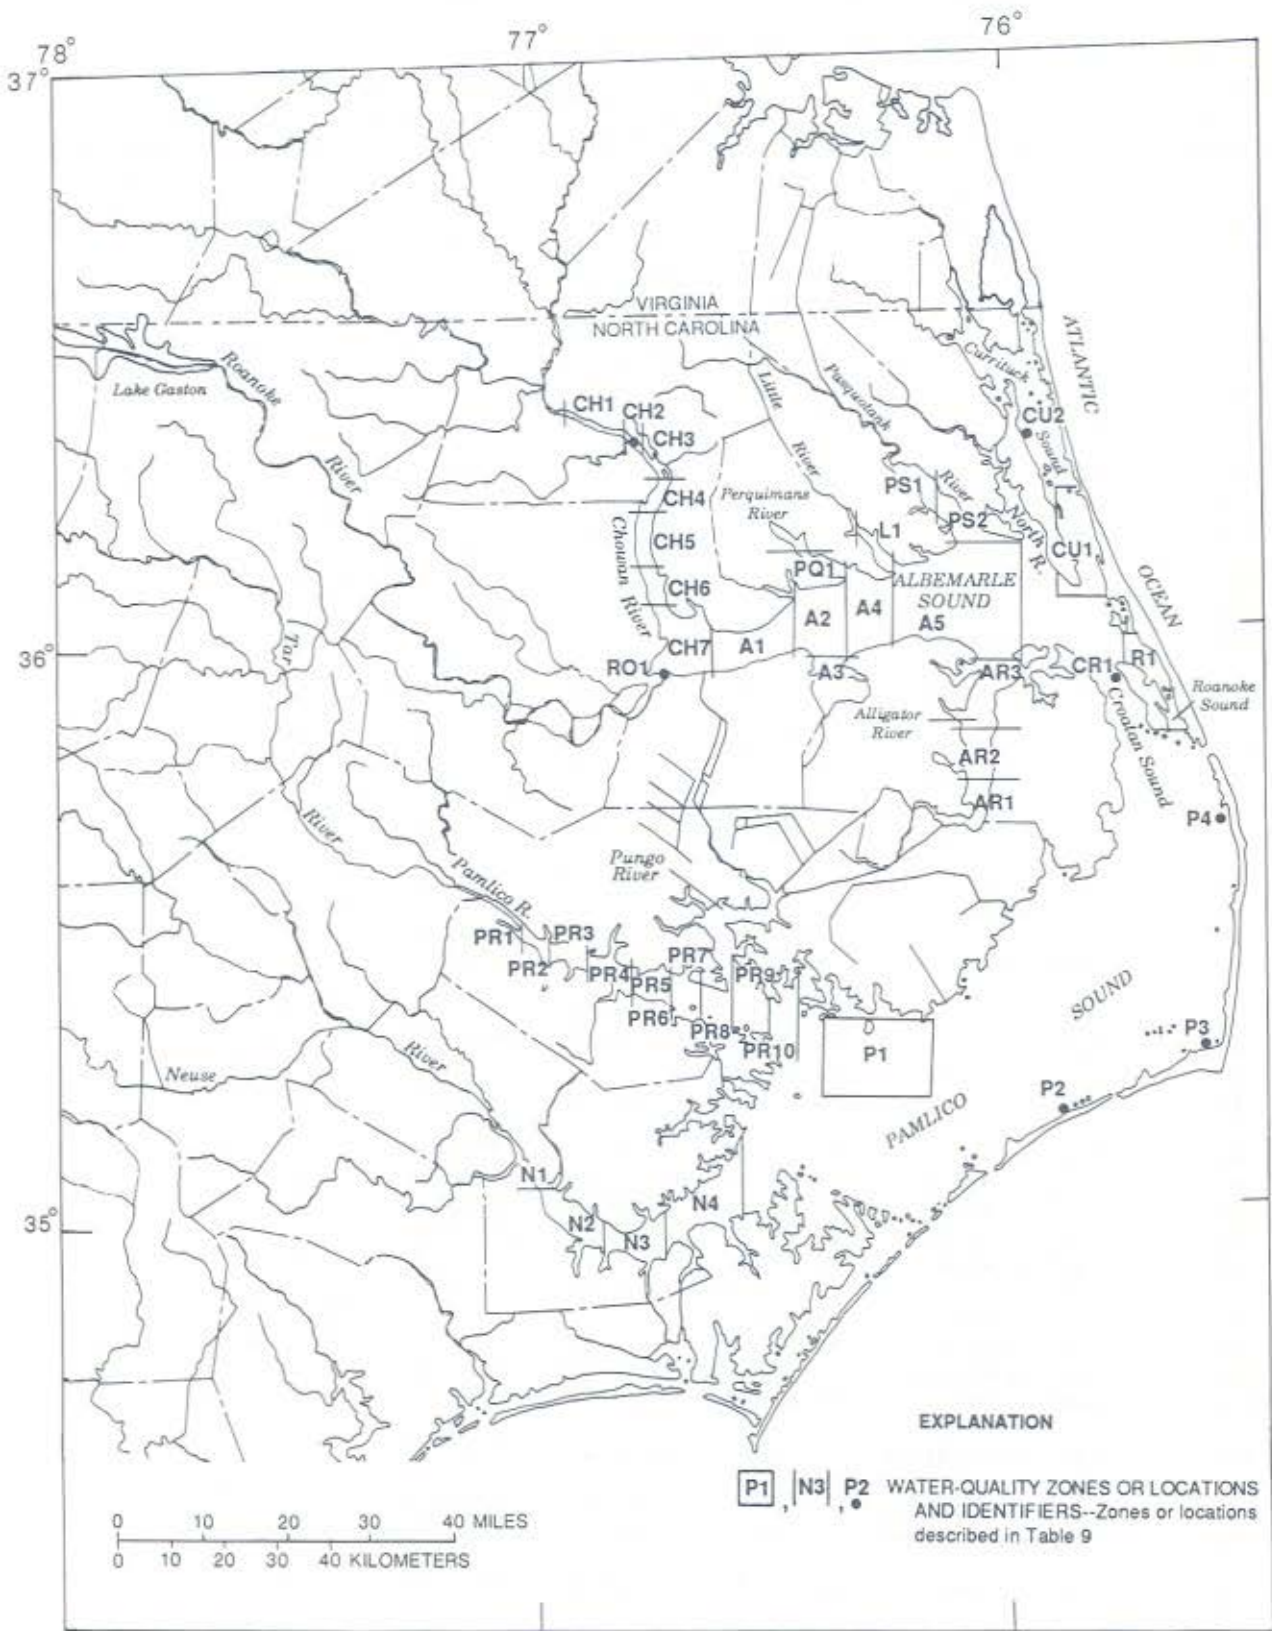 78°
77°
76°
37°
VIRGINIA
NORTH CAROLINA
ATLANTIC
Currituck
Lake Gaston
Roanoke
Little
Pasquotank
CH1
CH2
CU2
CH3
Sound
River
River
PS1
River
CH4
Perquimans
River
PS2
North R.
L1
Chowan
CH5
CU1
PQ1
ALBEMARLE
SOUND
OCEAN
CH6
A2
A4
A5
River
Tar
CH7
A1
36°
RO1
A3
AR3
CR1
R1
Roanoke
Sound
Croatan Sound
Alligator
River
AR2
AR1
P4
River
Pungo
River
Pamlico R.
PR1
PR3
PR2
PR4
PR7
PR9
PR5
SOUND
PR6
PR8
P3
PR10
P1
River
Neuse
P2
PAMLICO
N1
N4
N2
35°
N3
EXPLANATION
P1 , N3 , P2 WATER-QUALITY ZONES OR LOCATIONS
AND IDENTIFIERS--Zones or locations
described in Table 9
0 10 20 30 40 MILES
0 10 20 30 40 KILOMETERS